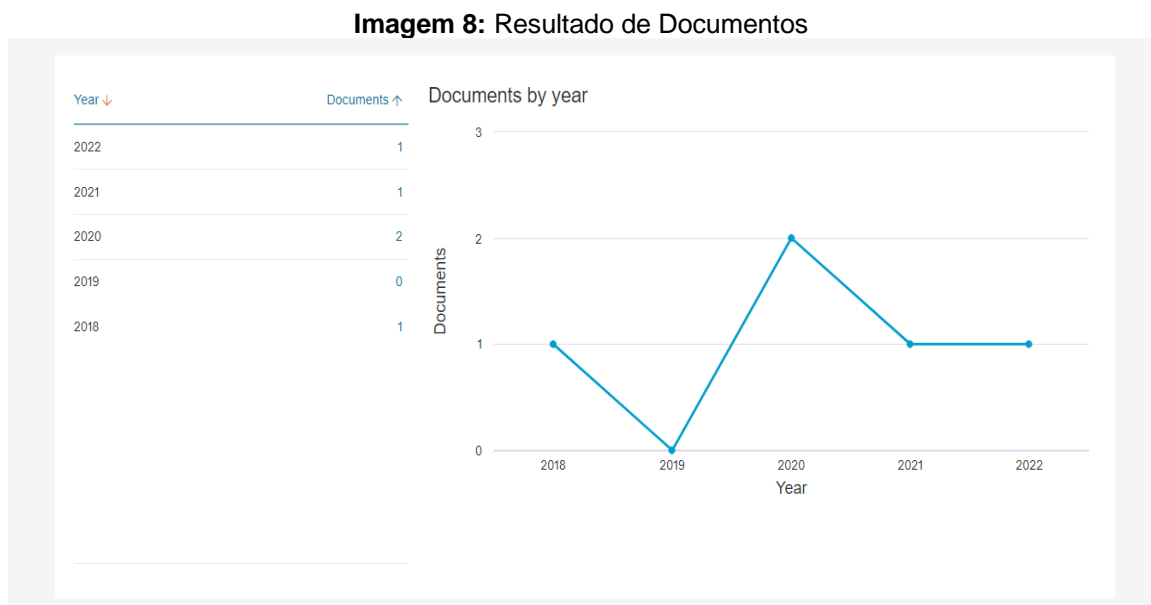 Imagem 8: Resultado de Documentos
Year ↓ Documents ↑
2022 1
2021 1
2020 2
2019 0
2018 1
Documents by year
3
2
1
0
Documents
2018 2019 2020 2021 2022
Year